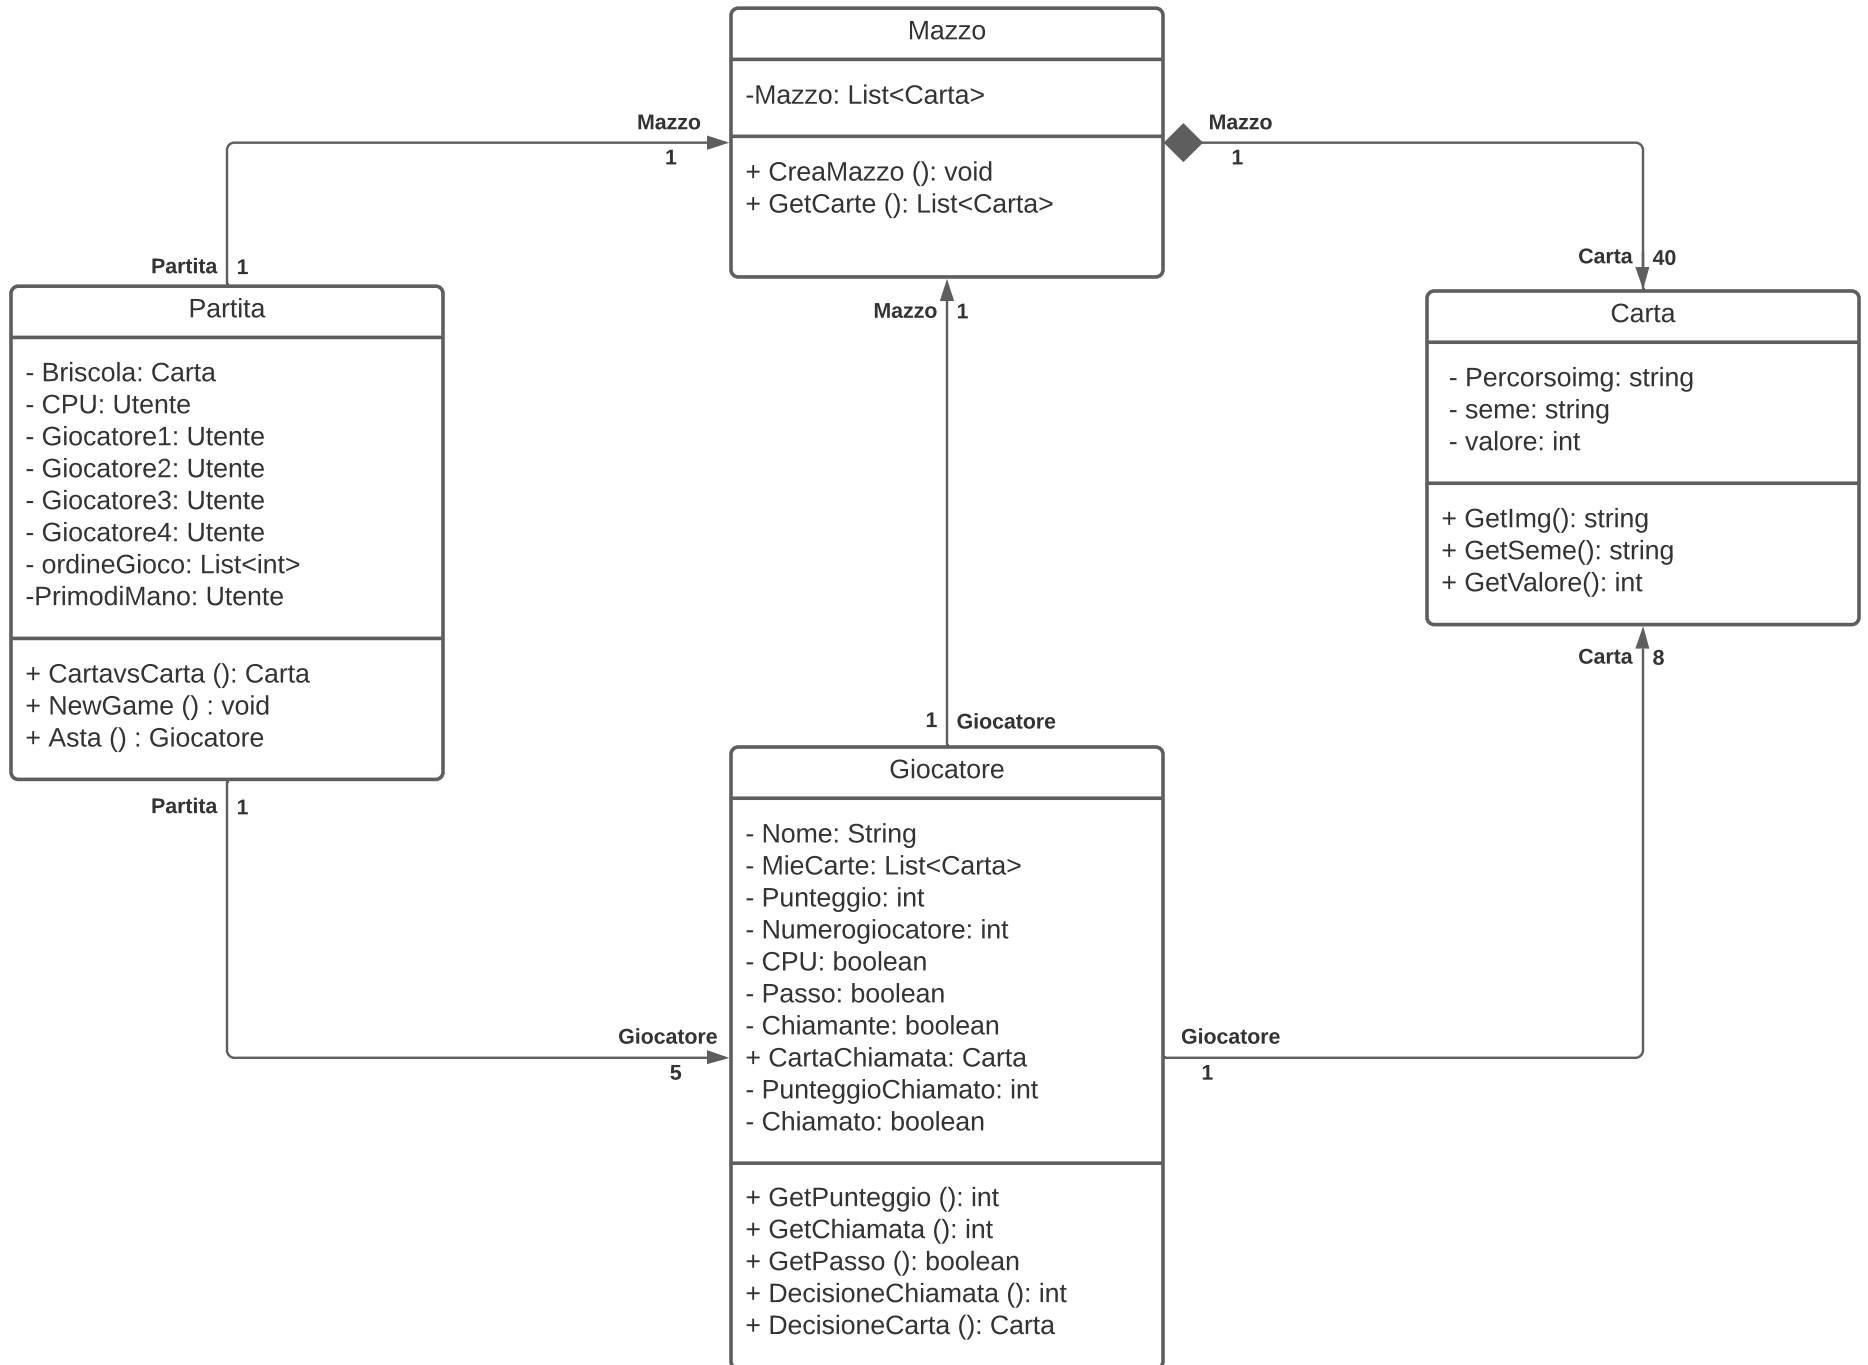 Mazzo
-Mazzo: List<Carta>
+ CreaMazzo (): void
+ GetCarte (): List<Carta>
Mazzo
1
Mazzo
1
Partita
1
Carta
40
Mazzo
1
Partita
- Briscola: Carta
- CPU: Utente
- Giocatore1: Utente
- Giocatore2: Utente
- Giocatore3: Utente
- Giocatore4: Utente
- ordineGioco: List<int>
-PrimodiMano: Utente
+ CartavsCarta (): Carta
+ NewGame () : void
+ Asta () : Giocatore
Carta
- Percorsoimg: string
- seme: string
- valore: int
+ GetImg(): string
+ GetSeme(): string
+ GetValore(): int
Carta
8
1
Giocatore
Partita
1
Giocatore
- Nome: String
- MieCarte: List<Carta>
- Punteggio: int
- Numerogiocatore: int
- CPU: boolean
- Passo: boolean
- Chiamante: boolean
+ CartaChiamata: Carta
- PunteggioChiamato: int
- Chiamato: boolean
+ GetPunteggio (): int
+ GetChiamata (): int
+ GetPasso (): boolean
+ DecisioneChiamata (): int
+ DecisioneCarta (): Carta
Giocatore
5
Giocatore
1